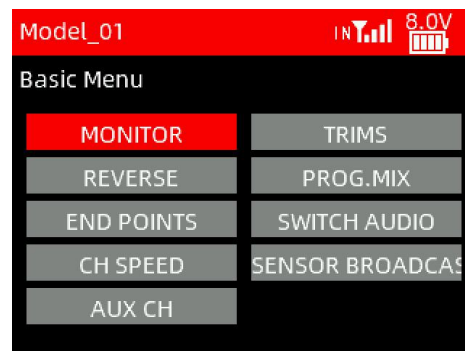 Model_01 IN 8.0V
Basic Menu
MONITOR TRIMS
REVERSE PROG.MIX
END POINTS SWITCH AUDIO
CH SPEED SENSOR BROADCAS
AUX CH